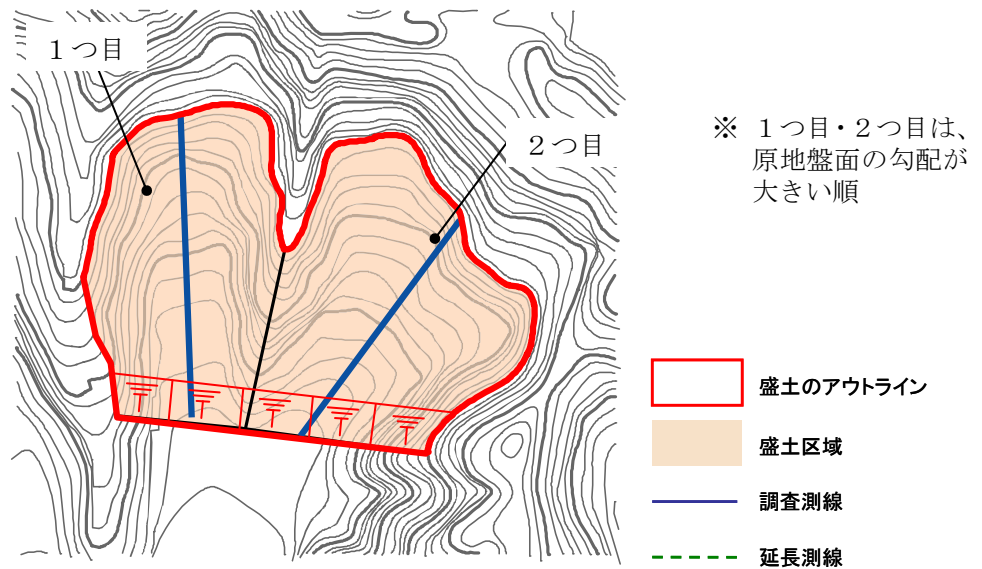 １つ目
２つ目
※ １つ目・２つ目は、
原地盤面の勾配が
大きい順
盛土のアウトライン
盛土区域
調査測線
延長測線